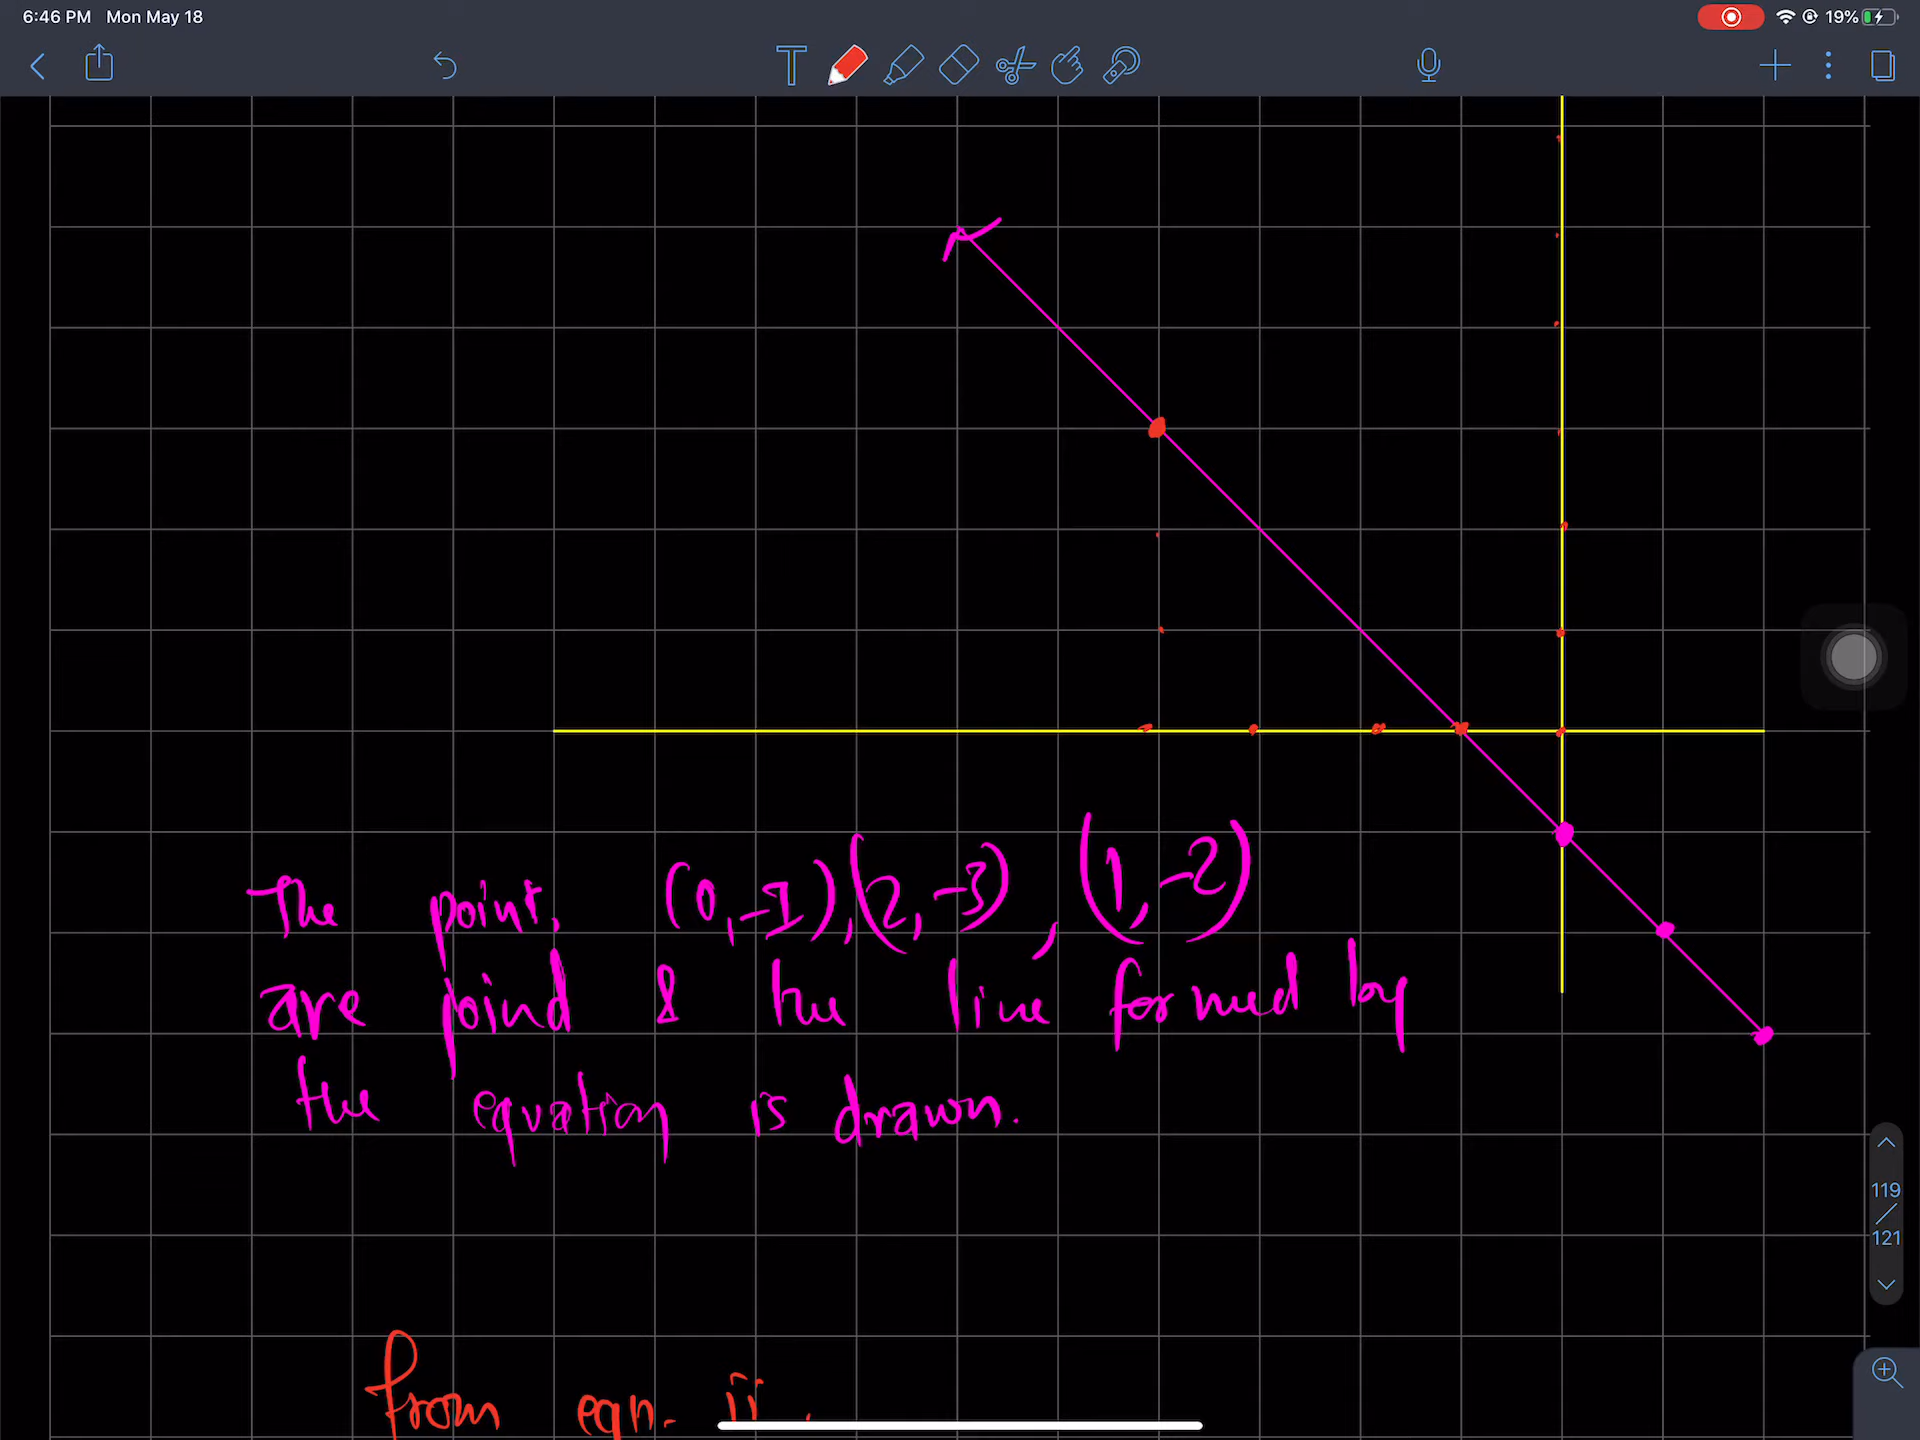 6:46 PM Mon May 18
19%
The point. (0,-1),(2,-3),(1,-2)
are joind & the line formed by
the equation is drawn.
119
/
121
from eqn. ii.